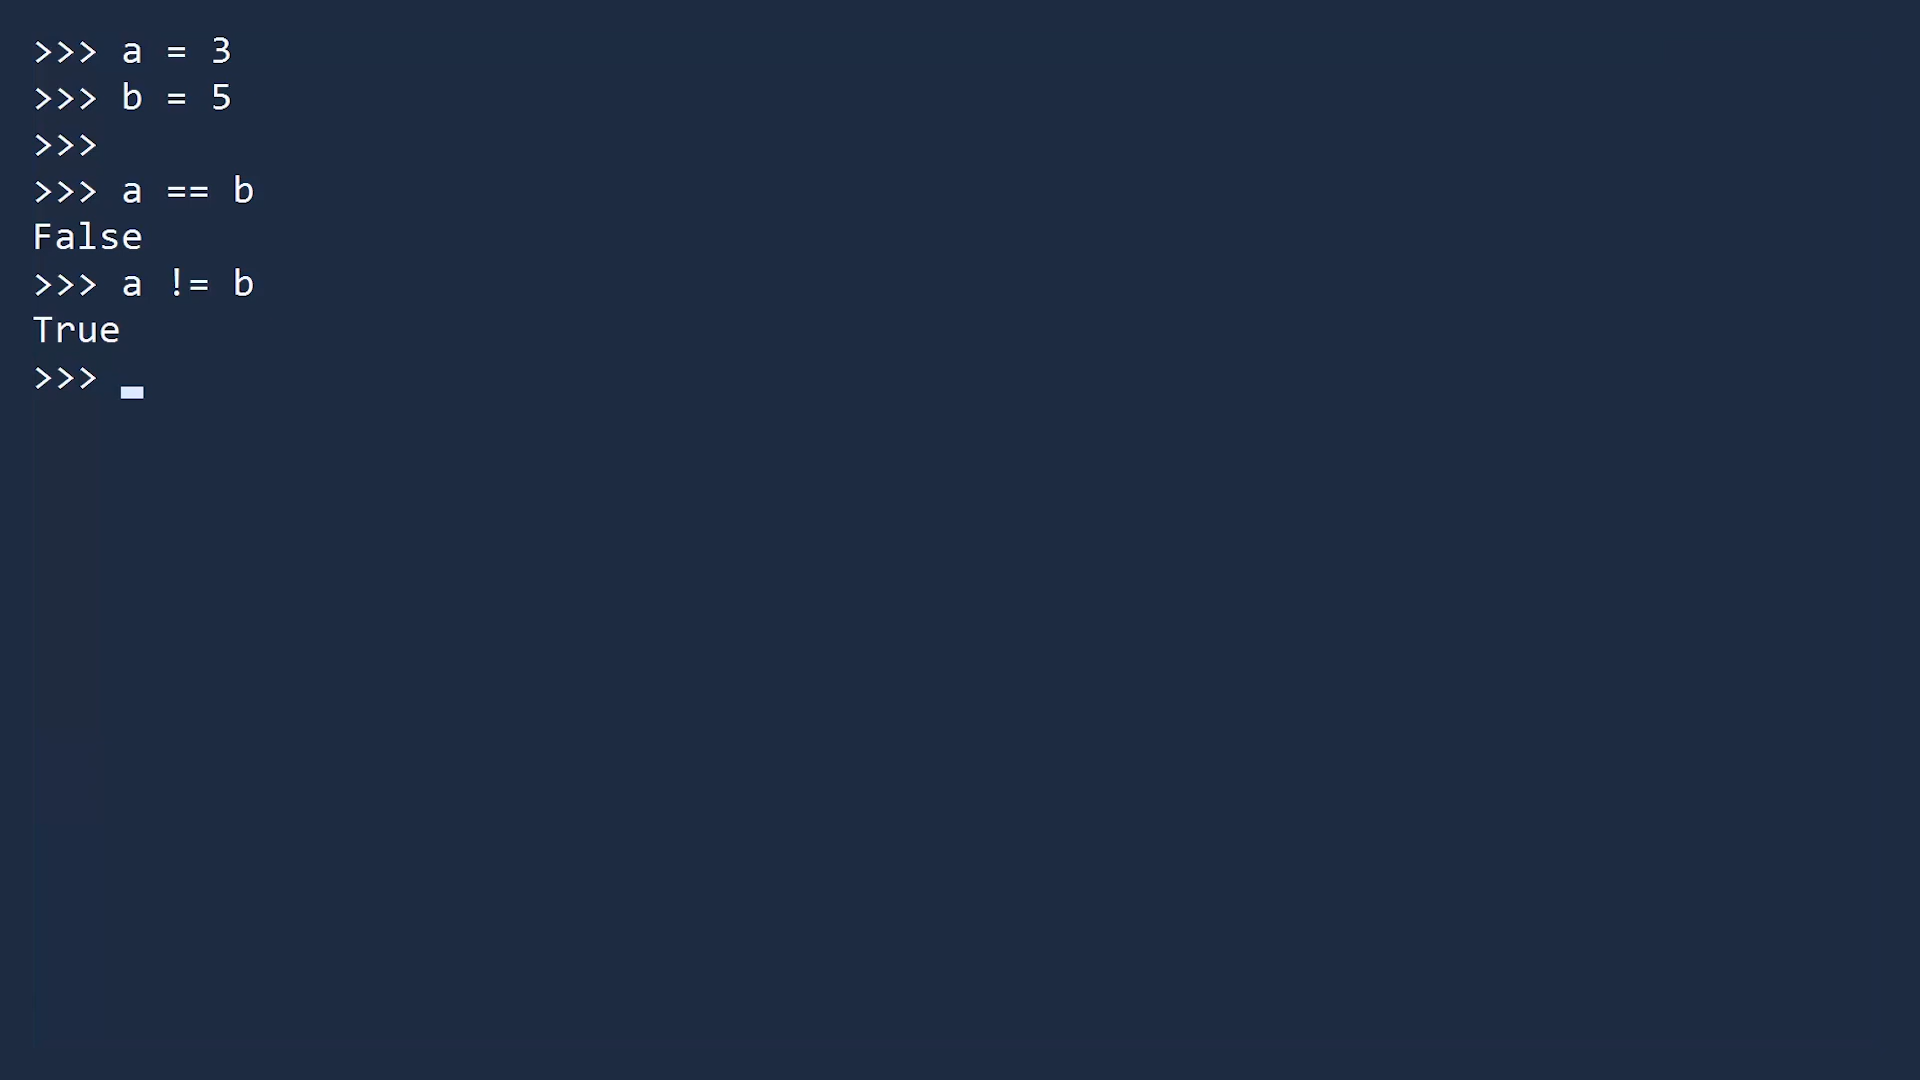 >>> a = 3
>>> b = 5
>>>
>>> a == b
False
>>> a != b
True
>>>